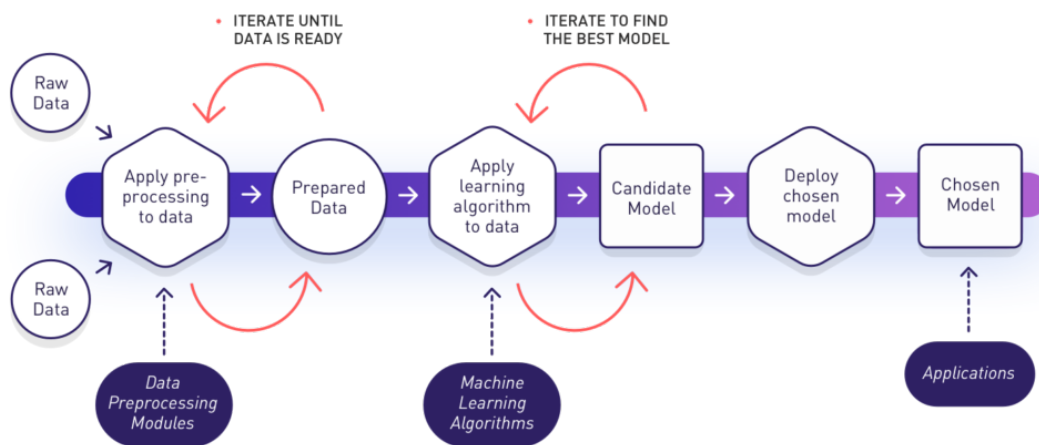 • ITERATE UNTIL
DATA IS READY
• ITERATE TO FIND
THE BEST MODEL
Raw
Data
Apply pre-
processing
to data
Prepared
Data
Apply
learning
algorithm
to data
Candidate
Model
Deploy
chosen
model
Chosen
Model
Raw
Data
Data
Preprocessing
Modules
Machine
Learning
Algorithms
Applications